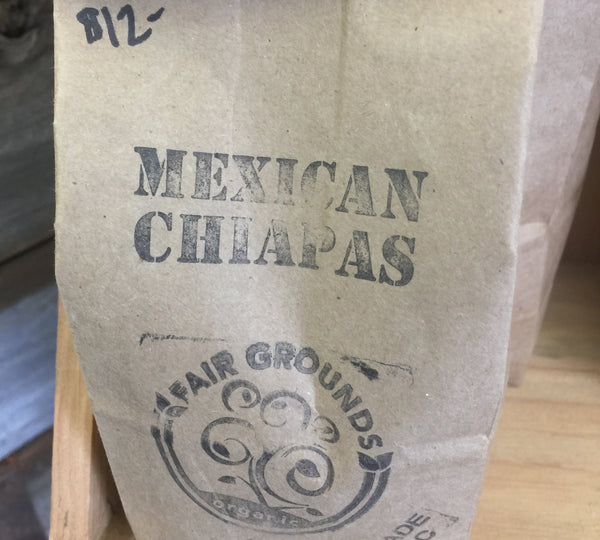 $12-
MEXICAN
CHIAPAS
FAIR GROUNDS
organic